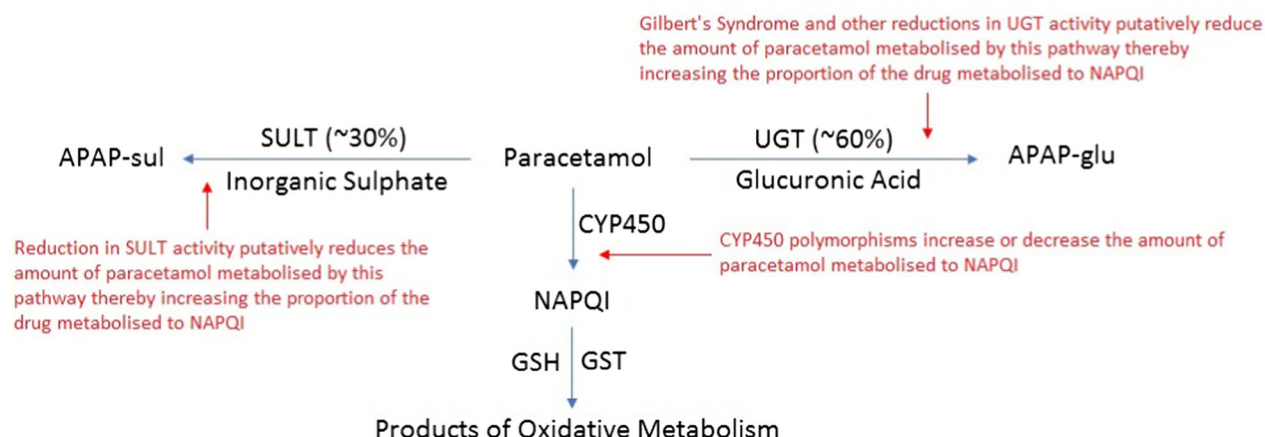 Gilbert's Syndrome and other reductions in UGT activity putatively reduce
the amount of paracetamol metabolised by this pathway thereby
increasing the proportion of the drug metabolised to NAPQI
SULT (~30%)
UGT (~60%)
APAP-sul
Paracetamol
APAP-glu
Inorganic Sulphate
Glucuronic Acid
CYP450
Reduction in SULT activity putatively reduces the
amount of paracetamol metabolised by this
pathway thereby increasing the proportion of the
drug metabolised to NAPQI
CYP450 polymorphisms increase or decrease the amount of
paracetamol metabolised to NAPQI
NAPQI
GSH
GST
Products of Oxidative Metabolism